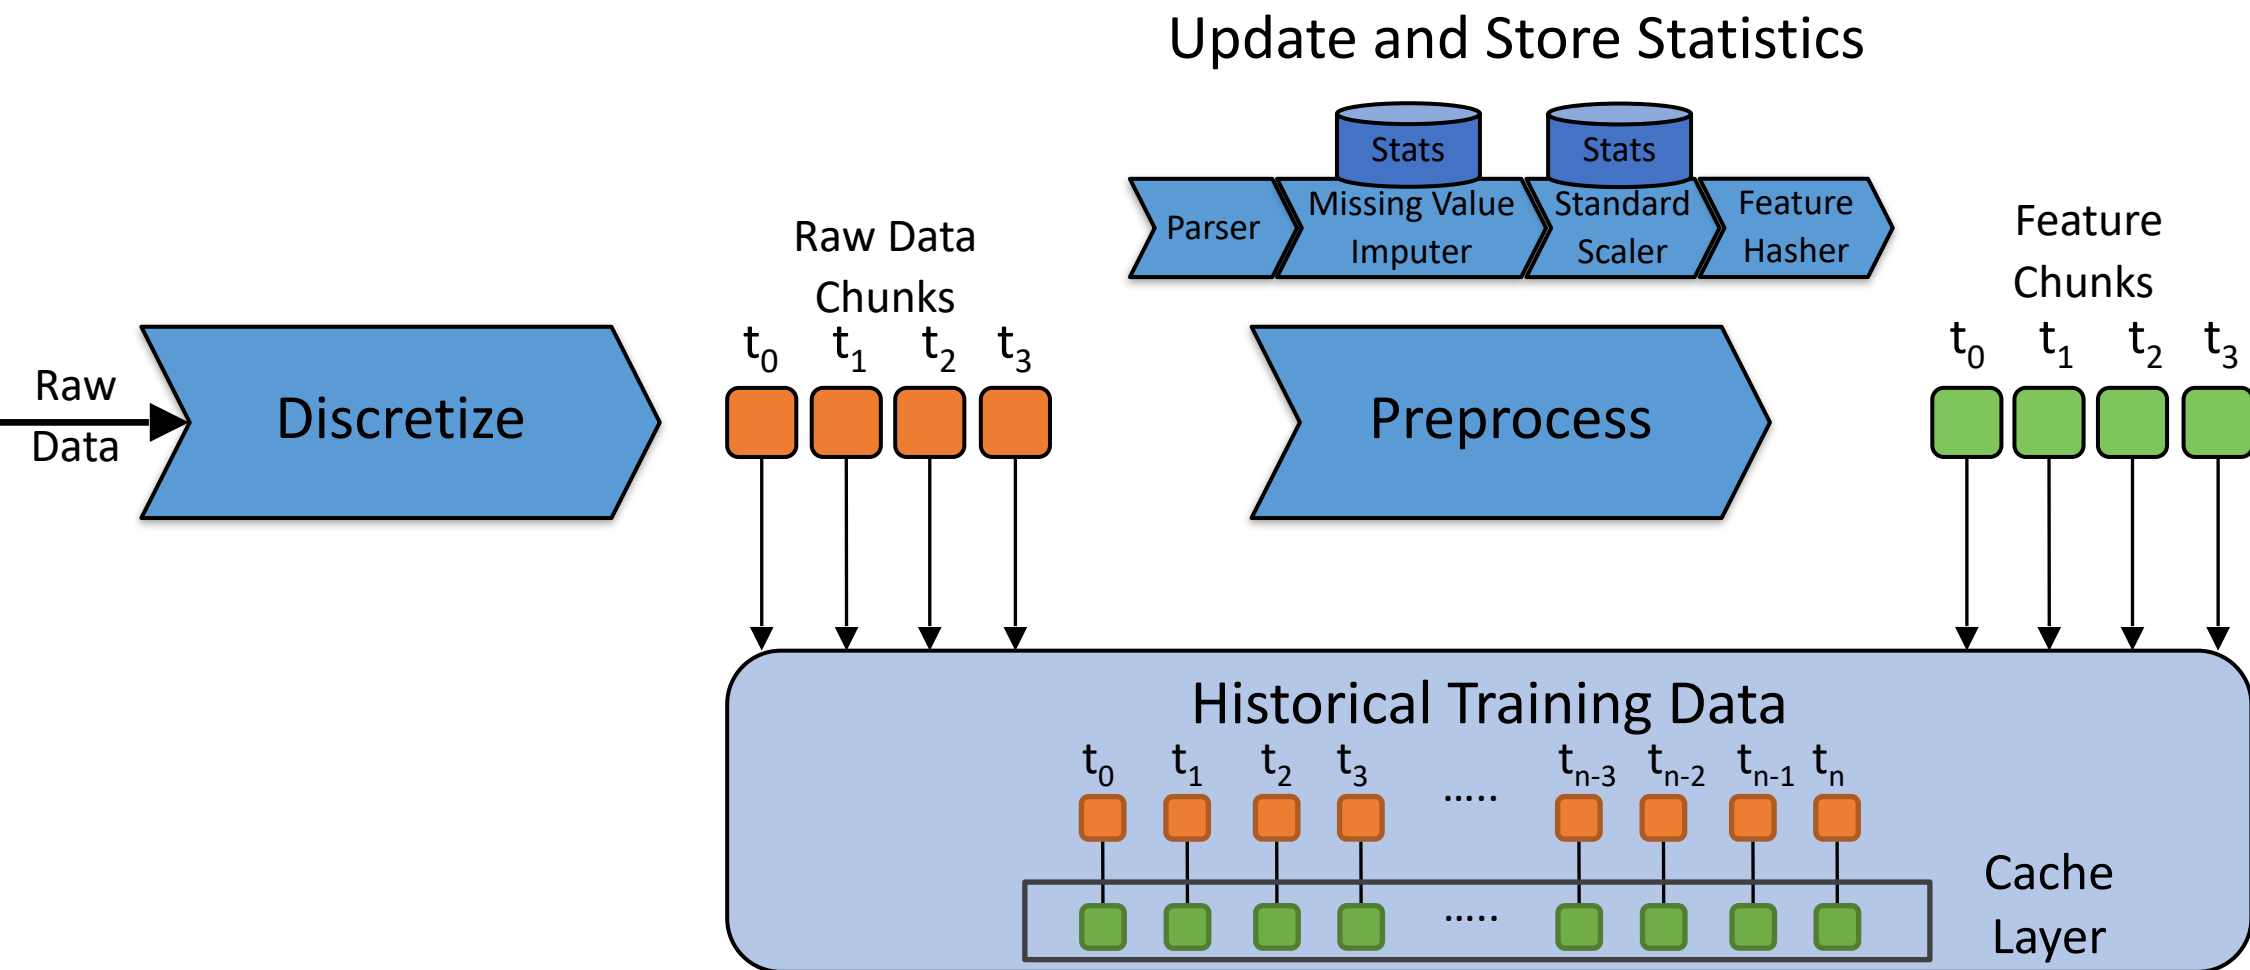 Update and Store Statistics
Stats Stats
Parser
Missing Value
Imputer
Standard
Scaler
Feature
Hasher
Raw Data
Chunks
t0 t1 t2 t3
Feature
Chunks
t0 t1 t2 t3
Raw
Data
Discretize
Preprocess
Historical Training Data
t0 t1 t2 t3 ..... tn-3 tn-2 tn-1 tn
.....
Cache
Layer